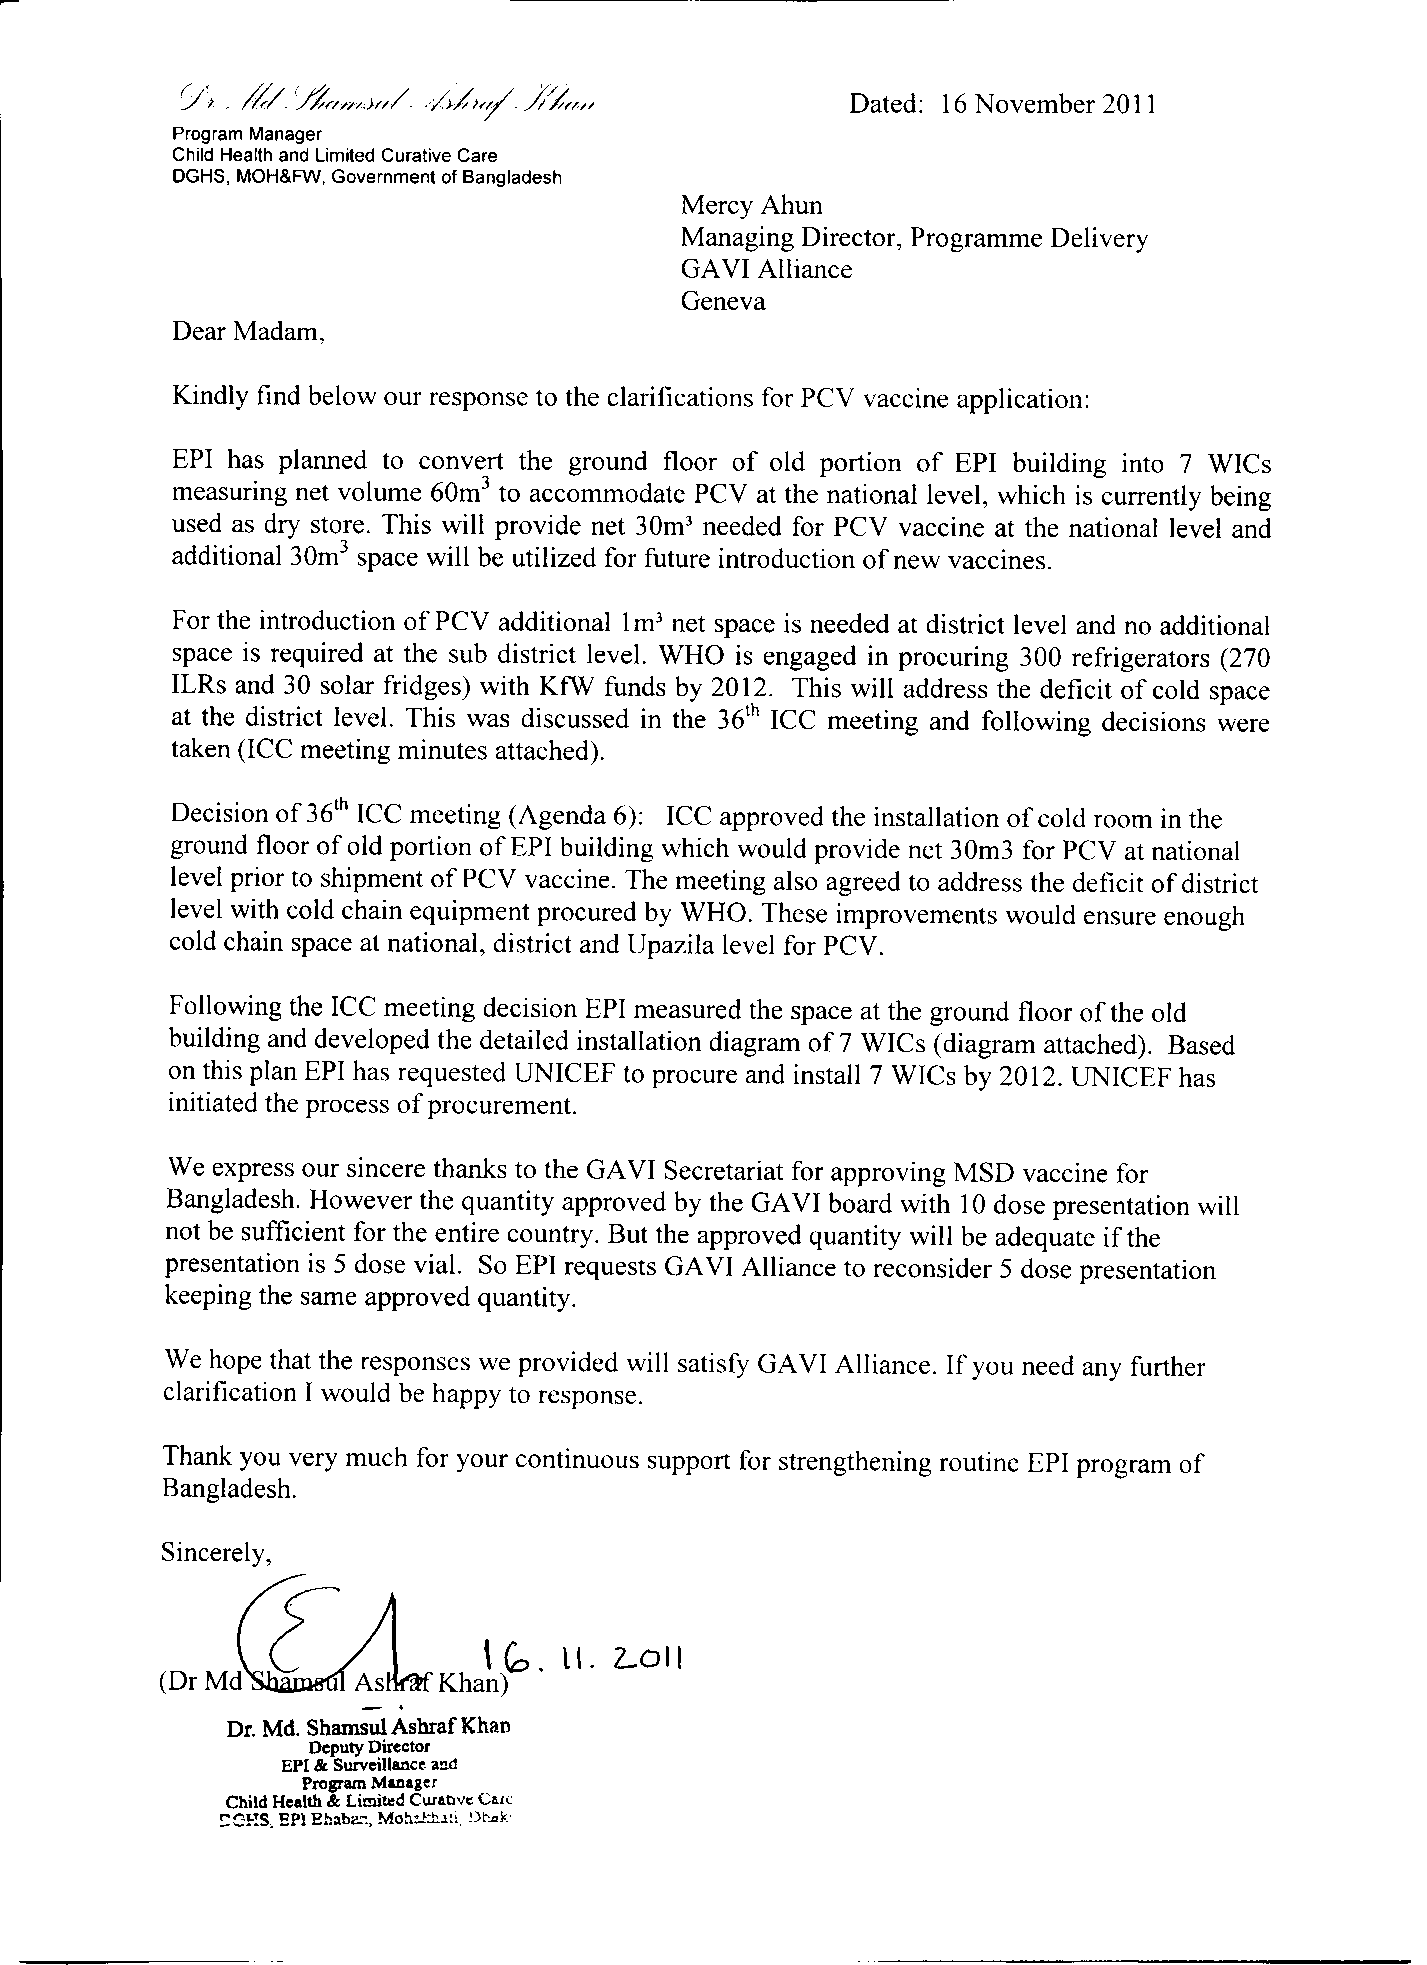 Dr. Md. Shamsul. Ashraf. Khan
Program Manager
Child Health and Limited Curative Care
DGHS, MOH&FW, Government of Bangladesh
Dated: 16 November 2011
Mercy Ahun
Managing Director, Programme Delivery
GAVI Alliance
Geneva
Dear Madam,
Kindly find below our response to the clarifications for PCV vaccine application:
EPI has planned to convert the ground floor of old portion of EPI building into 7 WICs
measuring net volume 60m³ to accommodate PCV at the national level, which is currently being
used as dry store. This will provide net 30m³ needed for PCV vaccine at the national level and
additional 30m³ space will be utilized for future introduction of new vaccines.
For the introduction of PCV additional 1m³ net space is needed at district level and no additional
space is required at the sub district level. WHO is engaged in procuring 300 refrigerators (270
ILRs and 30 solar fridges) with KfW funds by 2012. This will address the deficit of cold space
at the district level. This was discussed in the 36th ICC meeting and following decisions were
taken (ICC meeting minutes attached).
Decision of 36th ICC meeting (Agenda 6): ICC approved the installation of cold room in the
ground floor of old portion of EPI building which would provide net 30m3 for PCV at national
level prior to shipment of PCV vaccine. The meeting also agreed to address the deficit of district
level with cold chain equipment procured by WHO. These improvements would ensure enough
cold chain space at national, district and Upazila level for PCV.
Following the ICC meeting decision EPI measured the space at the ground floor of the old
building and developed the detailed installation diagram of 7 WICs (diagram attached). Based
on this plan EPI has requested UNICEF to procure and install 7 WICs by 2012. UNICEF has
initiated the process of procurement.
We express our sincere thanks to the GAVI Secretariat for approving MSD vaccine for
Bangladesh. However the quantity approved by the GAVI board with 10 dose presentation will
not be sufficient for the entire country. But the approved quantity will be adequate if the
presentation is 5 dose vial. So EPI requests GAVI Alliance to reconsider 5 dose presentation
keeping the same approved quantity.
We hope that the responses we provided will satisfy GAVI Alliance. If you need any further
clarification I would be happy to response.
Thank you very much for your continuous support for strengthening routine EPI program of
Bangladesh.
Sincerely,
16. 11. 2011
(Dr Md Shamsul Ashraf Khan)
Dr. Md. Shamsul Ashraf Khan
Deputy Director
EPI & Surveillance and
Program Manager
Child Health & Limited Curative Care
DGHS, EPI Bhaban, Mohakhali, Dhak